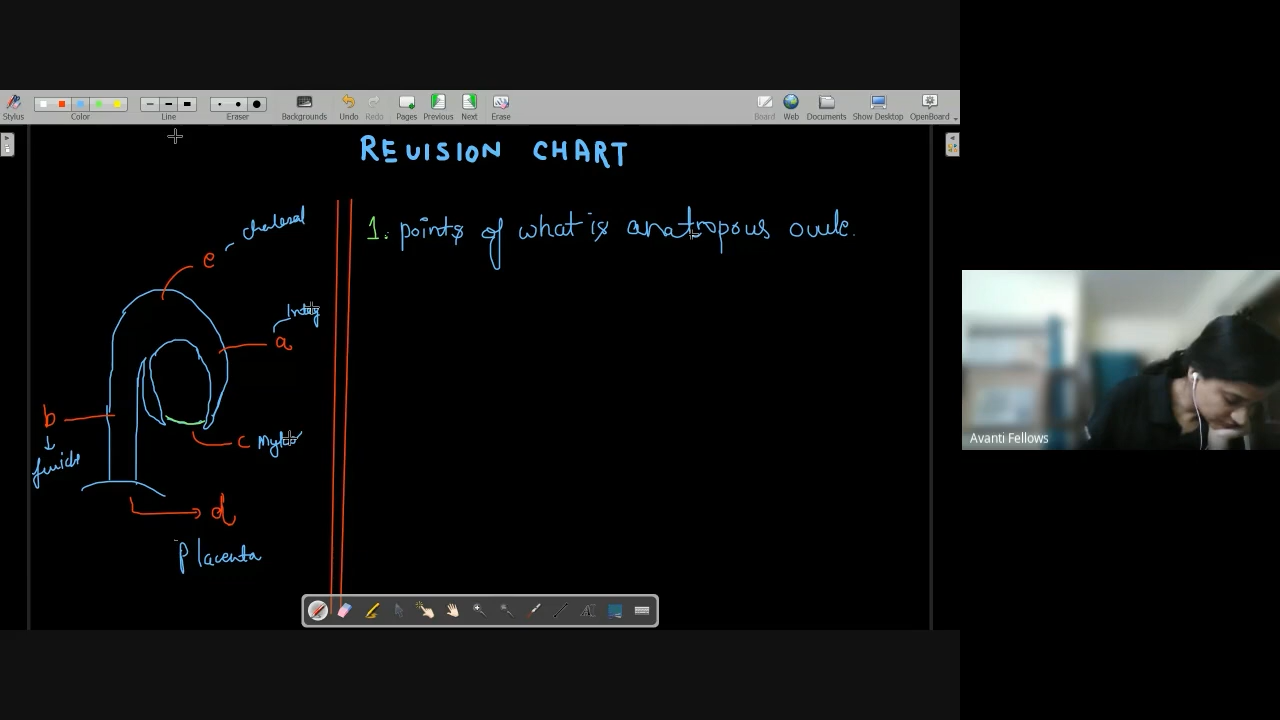 Stylus
Color
Line
Eraser
Backgrounds
Undo
Redo
Pages
Previous
Next
Erase
Board
Web
Documents
Show Desktop
OpenBoard
REVISION CHART
1. points of what is anatropous ovule.
e
chalazal
a
Integ
b
funicle
c
d
Placenta
Avanti Fellows